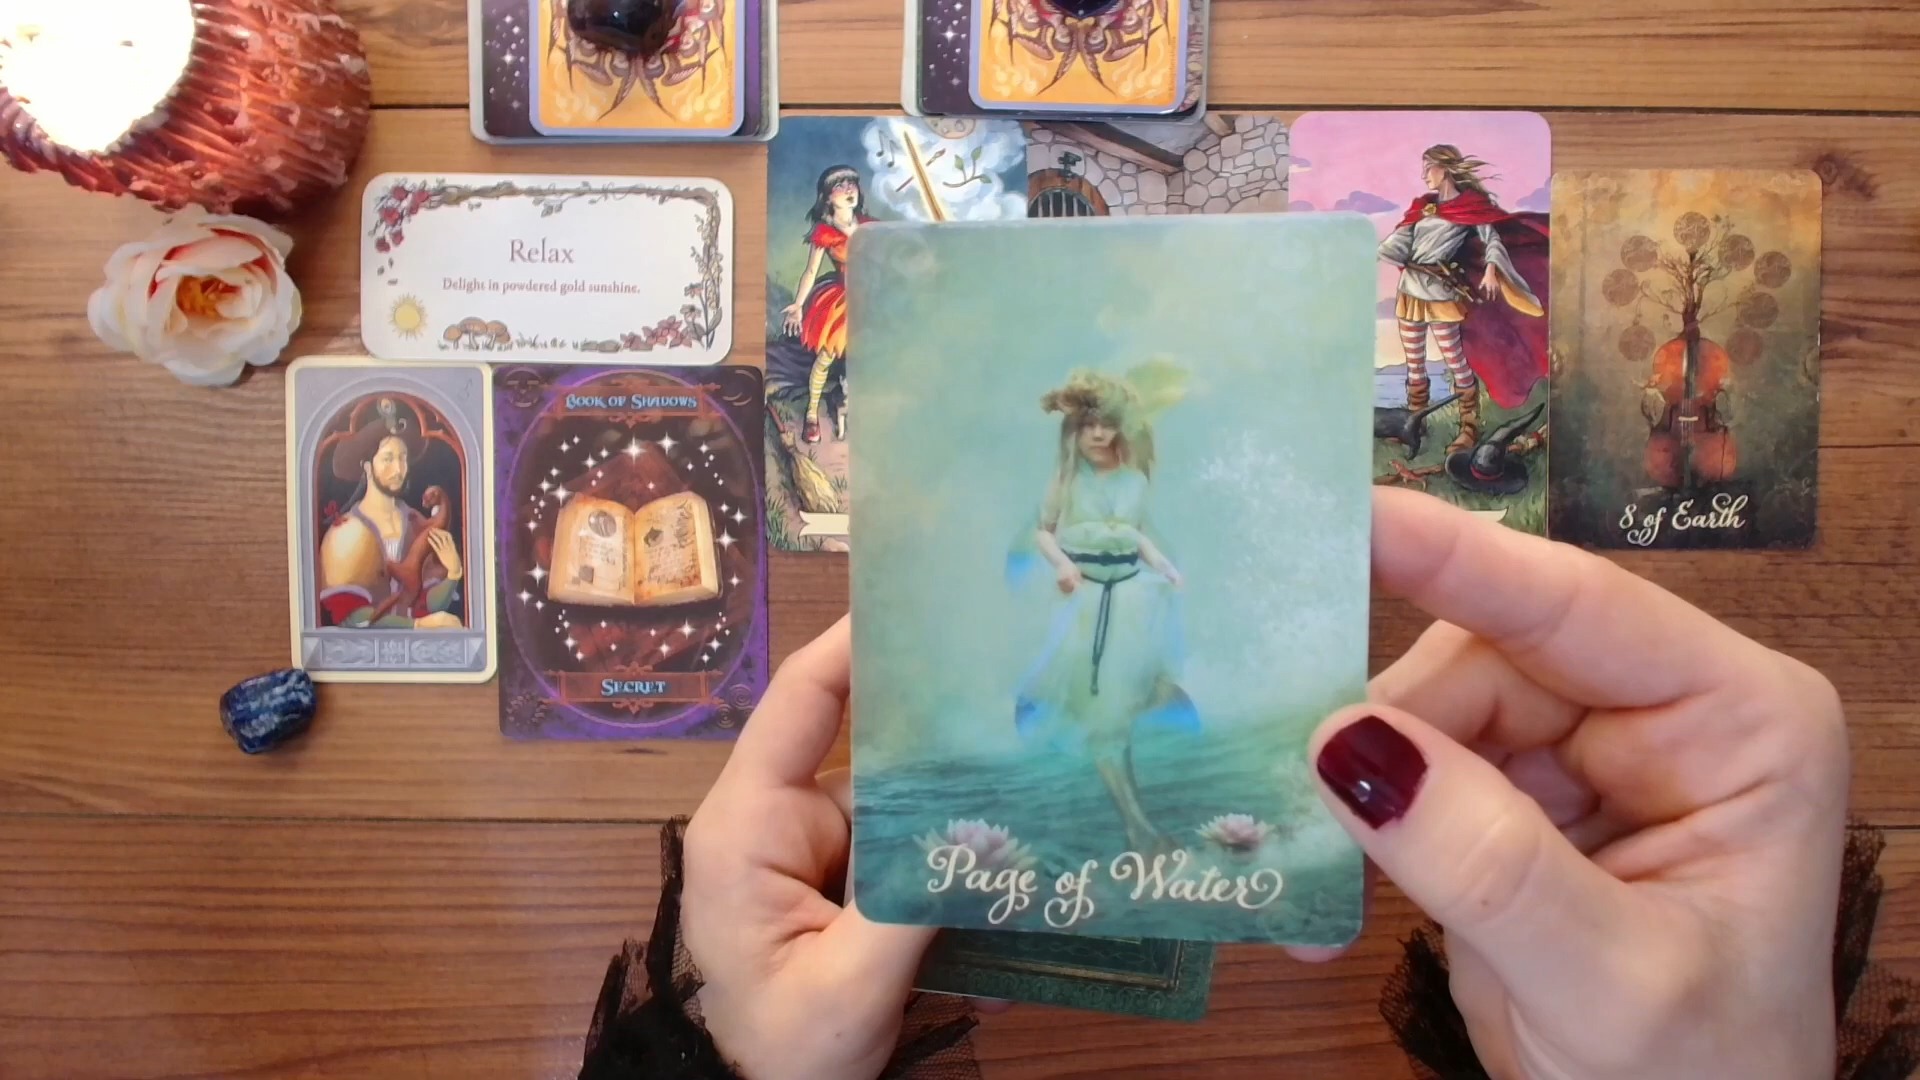 Relax
Delight in powdered gold sunshine.
BOOK OF SHADOWS
SECRET
8 of Earth
Page of Water